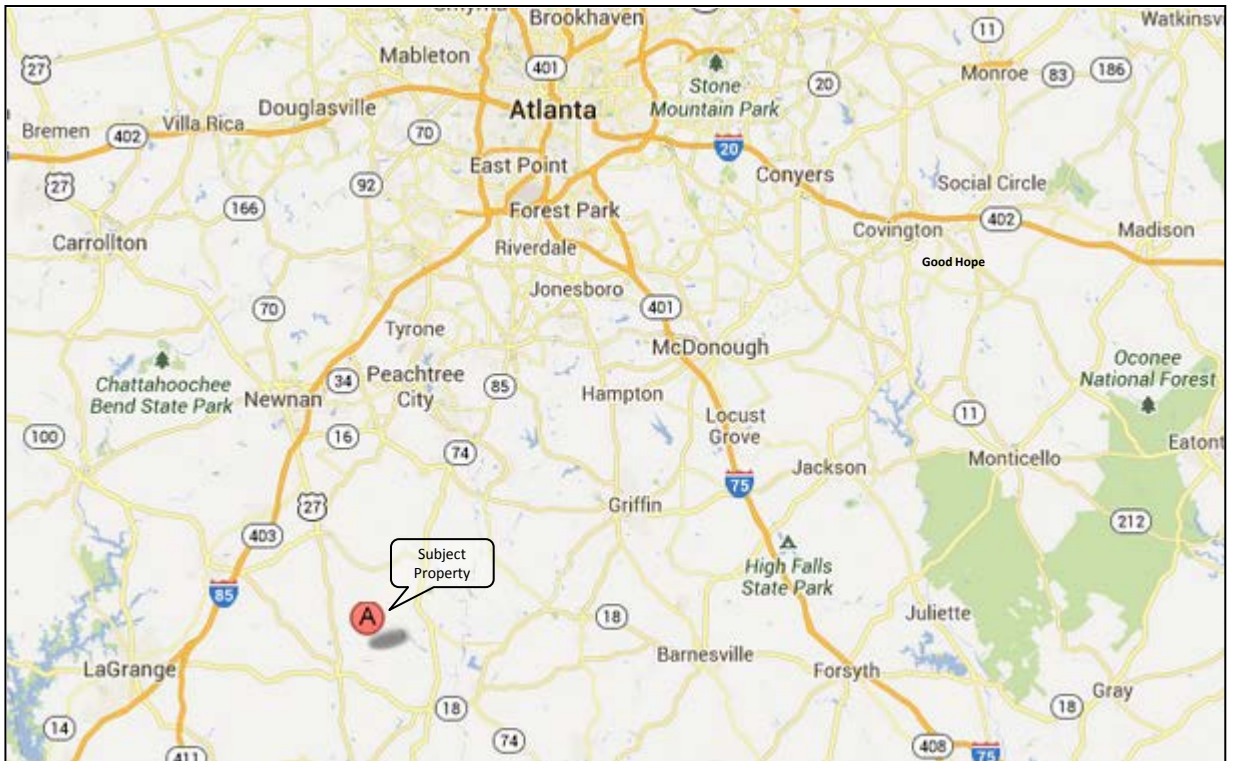 Smyrna
Brookhaven
Watkinsv
27
Mableton
401
11
Stone
Mountain Park
20
Monroe
83
186
Douglasville
Atlanta
Bremen
402
Villa Rica
70
East Point
20
Conyers
27
92
Social Circle
166
Forest Park
402
Carrollton
Riverdale
Covington
Madison
Good Hope
Jonesboro
70
401
Tyrone
McDonough
Chattahoochee
Bend State Park
Newnan
34
Peachtree
City
85
Hampton
Oconee
National Forest
Locust
Grove
11
100
16
74
Jackson
Monticello
Eatont
75
27
Griffin
212
403
Subject
Property
High Falls
State Park
85
A
18
Juliette
LaGrange
Barnesville
Forsyth
Gray
18
18
14
74
411
408
75